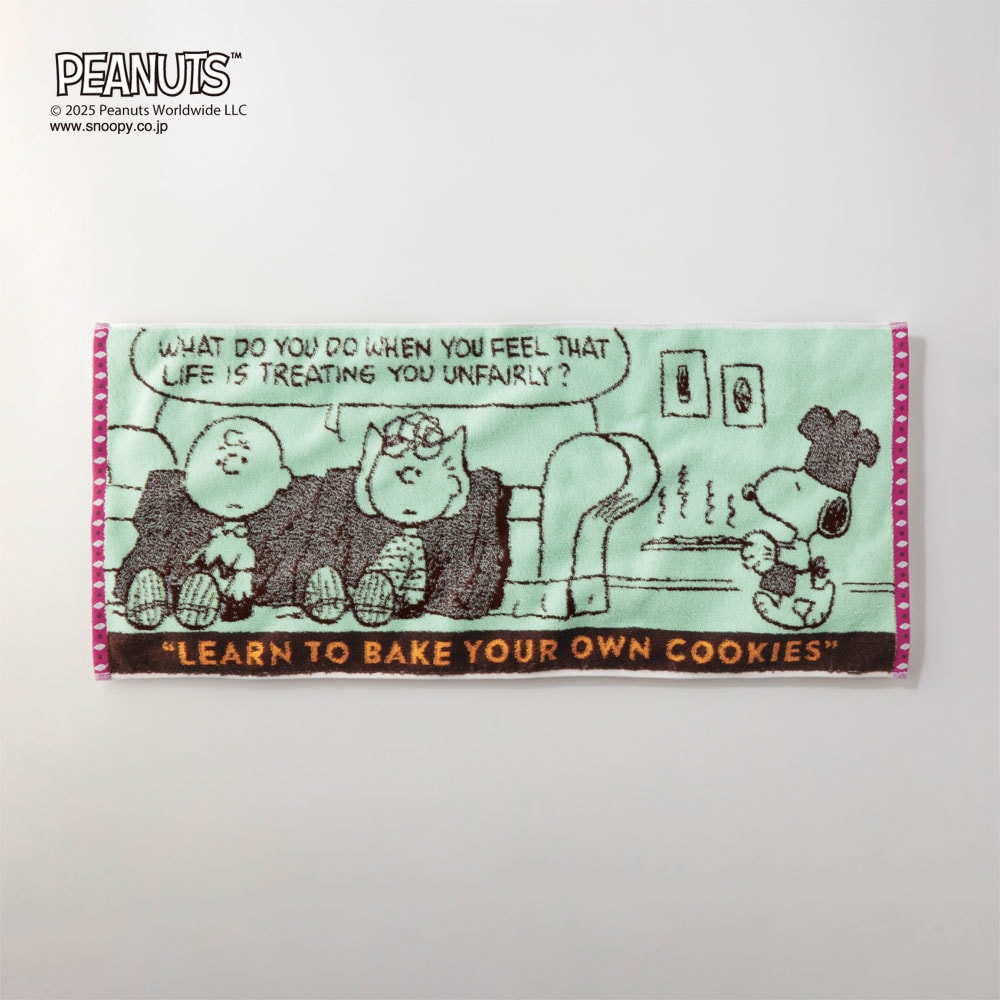 PEANUTS™
© 2025 Peanuts Worldwide LLC
www.snoopy.co.jp
WHAT DO YOU DO WHEN YOU FEEL THAT
LIFE IS TREATING YOU UNFAIRLY?
“LEARN TO BAKE YOUR OWN COOKIES”